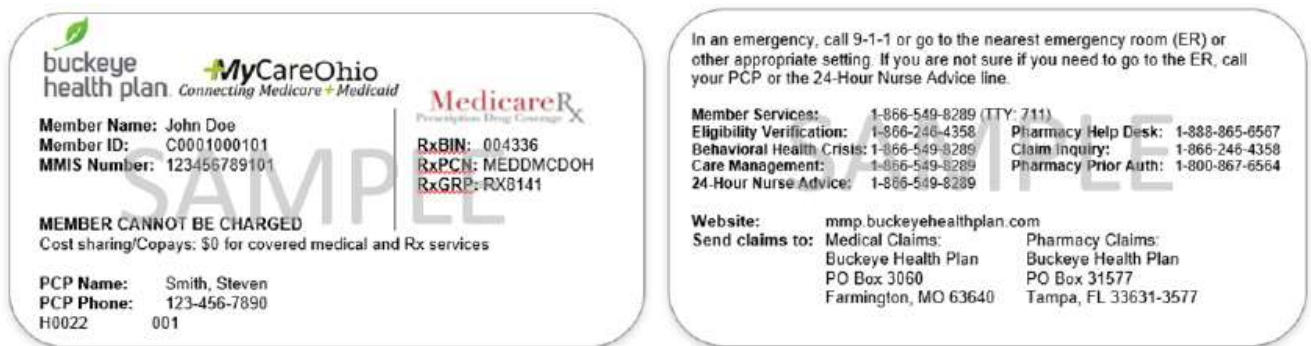 buckeye
health plan.
MyCareOhio
Connecting Medicare + Medicaid
MedicareRx
Prescription Drug Coverage
Member Name: John Doe
Member ID: C0001000101
MMIS Number: 123456789101
RxBIN: 004336
RxPCN: MEDDMCDOH
RxGRP: RX8141
SAMPLE
MEMBER CANNOT BE CHARGED
Cost sharing/Copays: $0 for covered medical and Rx services
PCP Name: Smith, Steven
PCP Phone: 123-456-7890
H0022 001
In an emergency, call 9-1-1 or go to the nearest emergency room (ER) or
other appropriate setting. If you are not sure if you need to go to the ER, call
your PCP or the 24-Hour Nurse Advice line.
SAMPLE
Member Services: 1-866-549-8289 (TTY: 711)
Eligibility Verification: 1-866-246-4358 Pharmacy Help Desk: 1-888-865-6567
Behavioral Health Crisis: 1-866-549-8289 Claim Inquiry: 1-866-246-4358
Care Management: 1-866-549-8289 Pharmacy Prior Auth: 1-800-867-6564
24-Hour Nurse Advice: 1-866-549-8289
Website: mmp.buckeyehealthplan.com
Send claims to: Medical Claims: Pharmacy Claims:
Buckeye Health Plan Buckeye Health Plan
PO Box 3060 PO Box 31577
Farmington, MO 63640 Tampa, FL 33631-3577